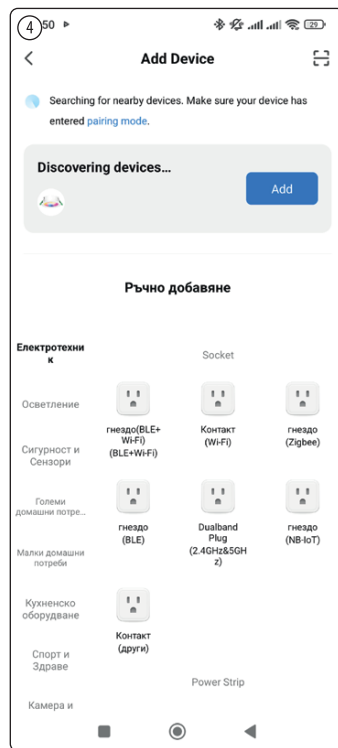 ④50
29
Add Device
Searching for nearby devices. Make sure your device has
entered pairing mode.
Discovering devices...
Add
Ръчно добавяне
Електротехни
к
Socket
Осветление
гнездо(BLE+
Wi-Fi)
(BLE+Wi-Fi)
Контакт
(Wi-Fi)
гнездо
(Zigbee)
Сигурност и
Сензори
Големи
домашни потре...
гнездо
(BLE)
Dualband
Plug
(2.4GHz&5GH
z)
гнездо
(NB-IoT)
Малки домашни
потреби
Кухненско
оборудване
Контакт
(други)
Спорт и
Здраве
Power Strip
Камера и